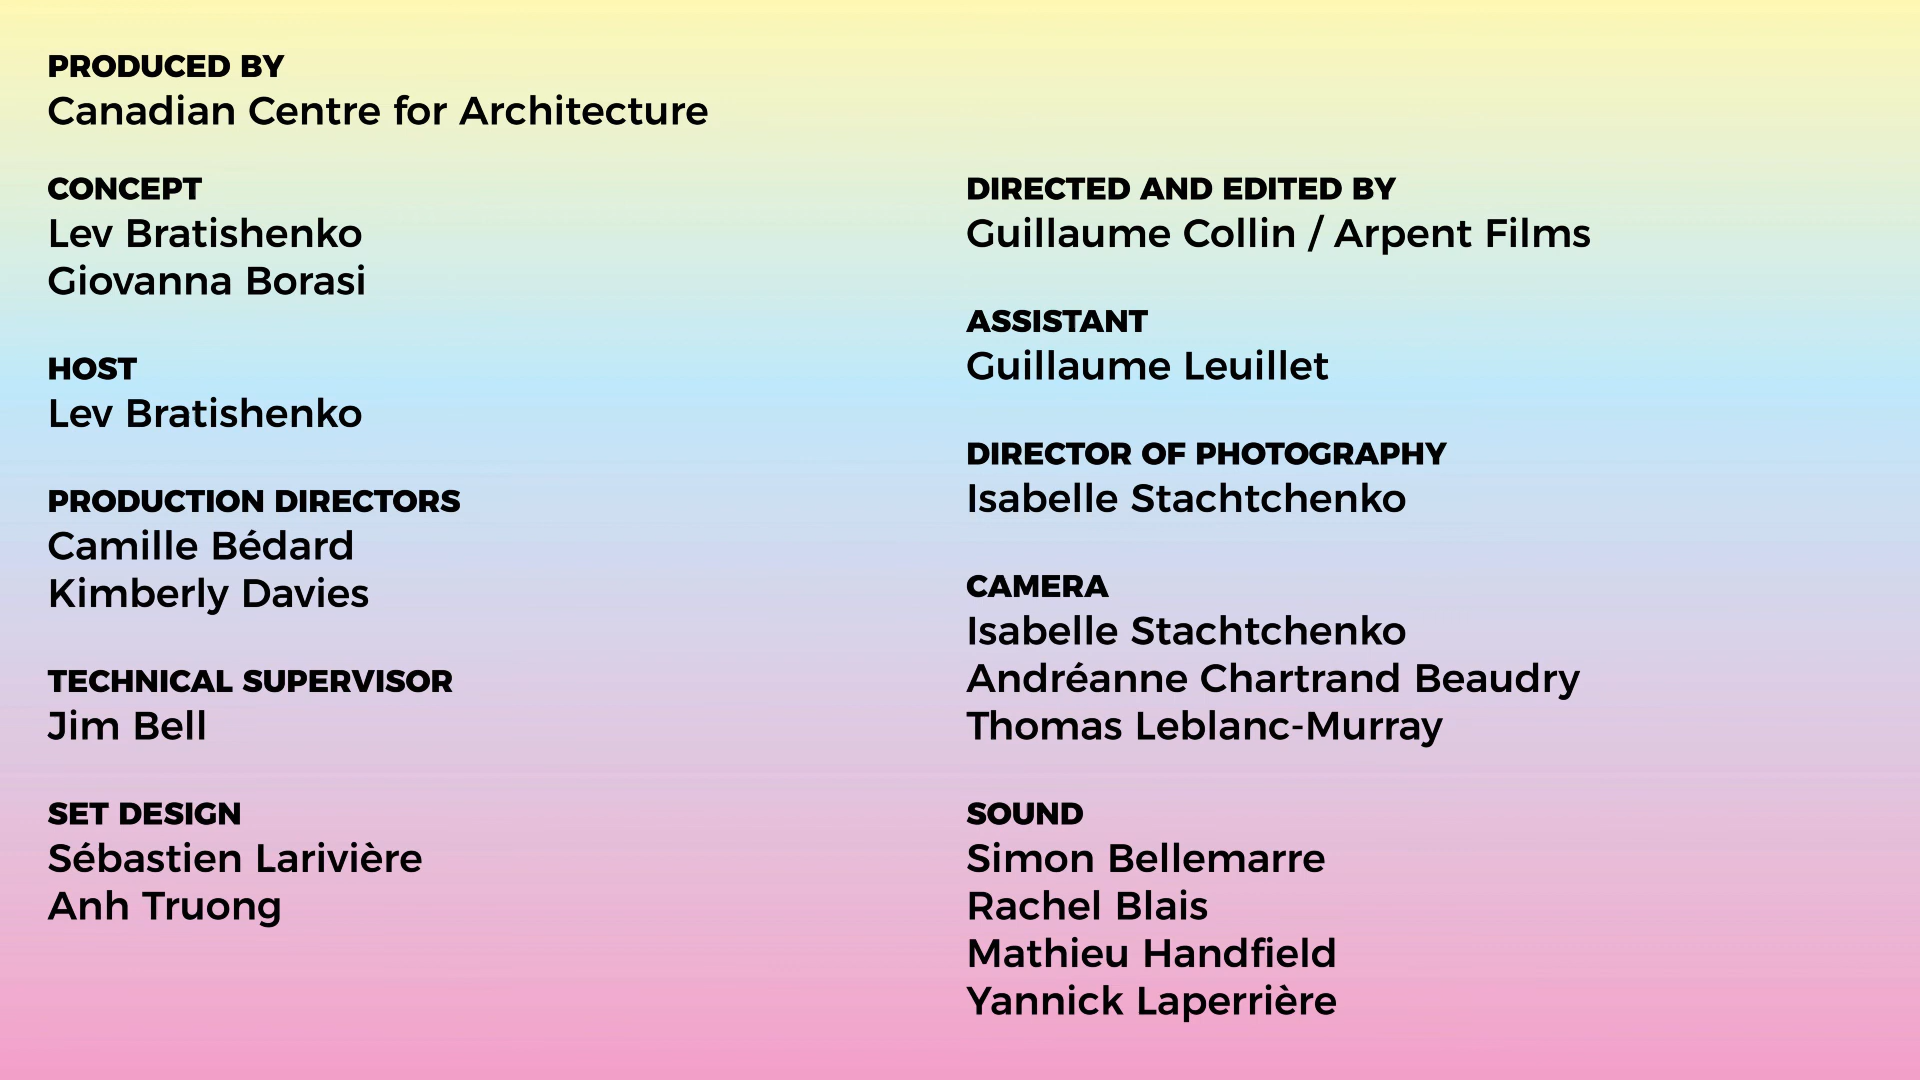 PRODUCED BY
Canadian Centre for Architecture
CONCEPT
Lev Bratishenko
Giovanna Borasi
HOST
Lev Bratishenko
PRODUCTION DIRECTORS
Camille Bédard
Kimberly Davies
TECHNICAL SUPERVISOR
Jim Bell
SET DESIGN
Sébastien Larivière
Anh Truong
DIRECTED AND EDITED BY
Guillaume Collin / Arpent Films
ASSISTANT
Guillaume Leuillet
DIRECTOR OF PHOTOGRAPHY
Isabelle Stachtchenko
CAMERA
Isabelle Stachtchenko
Andréanne Chartrand Beaudry
Thomas Leblanc-Murray
SOUND
Simon Bellemarre
Rachel Blais
Mathieu Handfield
Yannick Laperrière